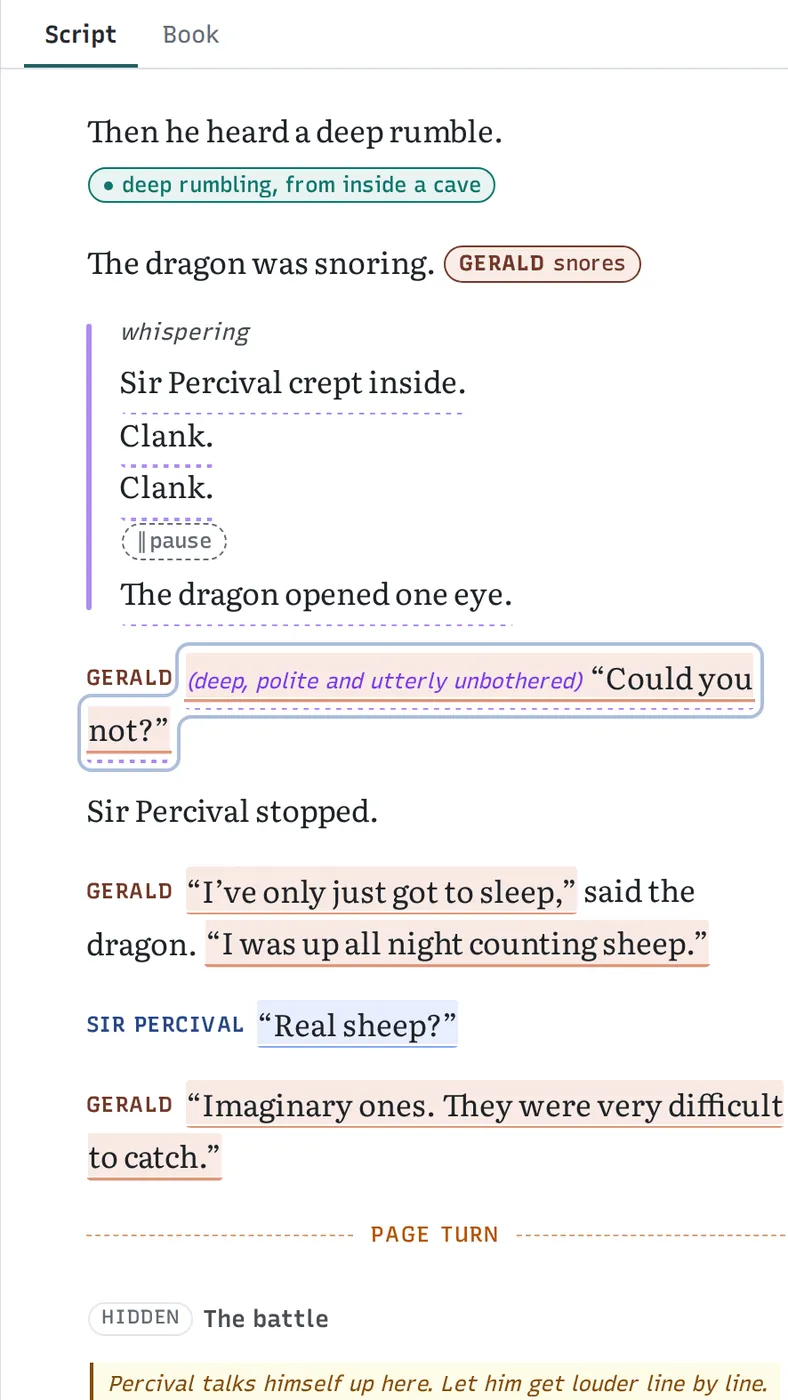 Script Book
Then he heard a deep rumble.
• deep rumbling, from inside a cave
The dragon was snoring. GERALD snores
whispering
Sir Percival crept inside.
Clank.
Clank.
‖ pause
The dragon opened one eye.
GERALD (deep, polite and utterly unbothered) “Could you
not?”
Sir Percival stopped.
GERALD “I’ve only just got to sleep,” said the
dragon. “I was up all night counting sheep.”
SIR PERCIVAL “Real sheep?”
GERALD “Imaginary ones. They were very difficult
to catch.”
PAGE TURN
HIDDEN The battle
Percival talks himself up here. Let him get louder line by line.